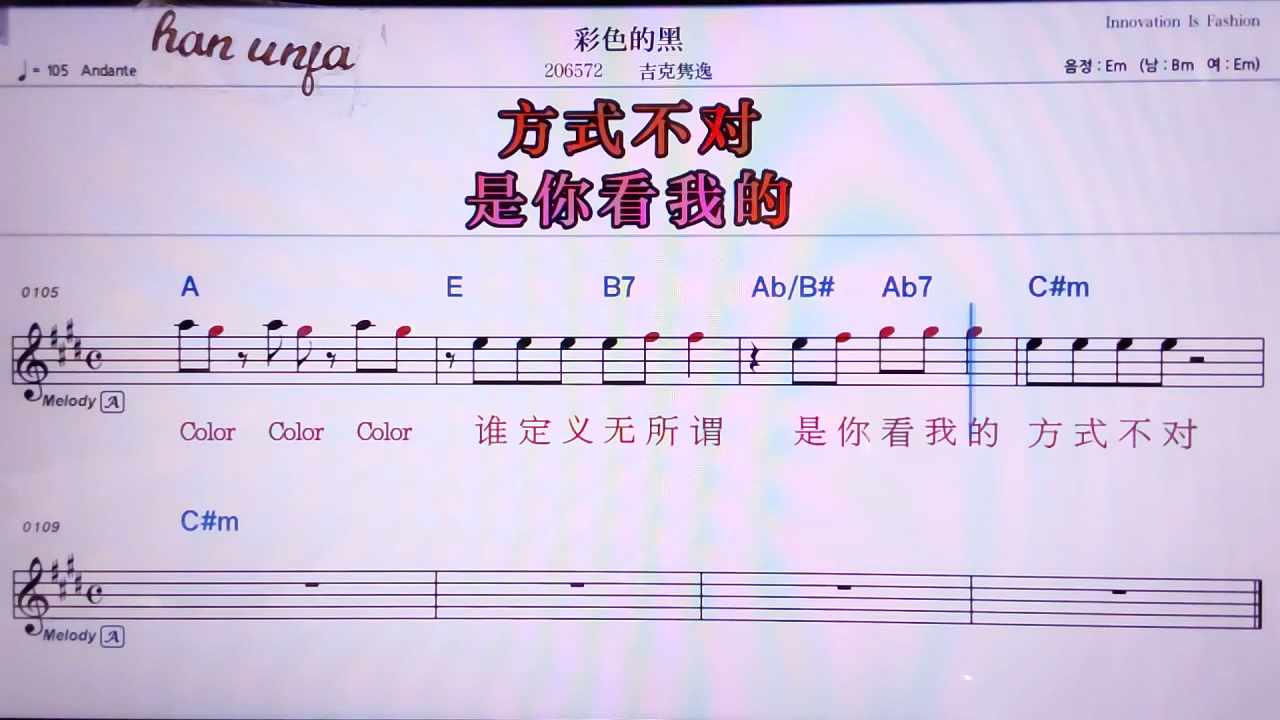 han unfa
彩色的黑
Innovation Is Fashion
♩= 105 Andante
206572 吉克隽逸
음정 : Em (남 : Bm 여 : Em)
方式不对
是你看我的
0105 A E B7 Ab/B# Ab7 C#m
Melody A
Color Color Color 谁定义无所谓 是你看我的 方式不对
0109 C#m
Melody A